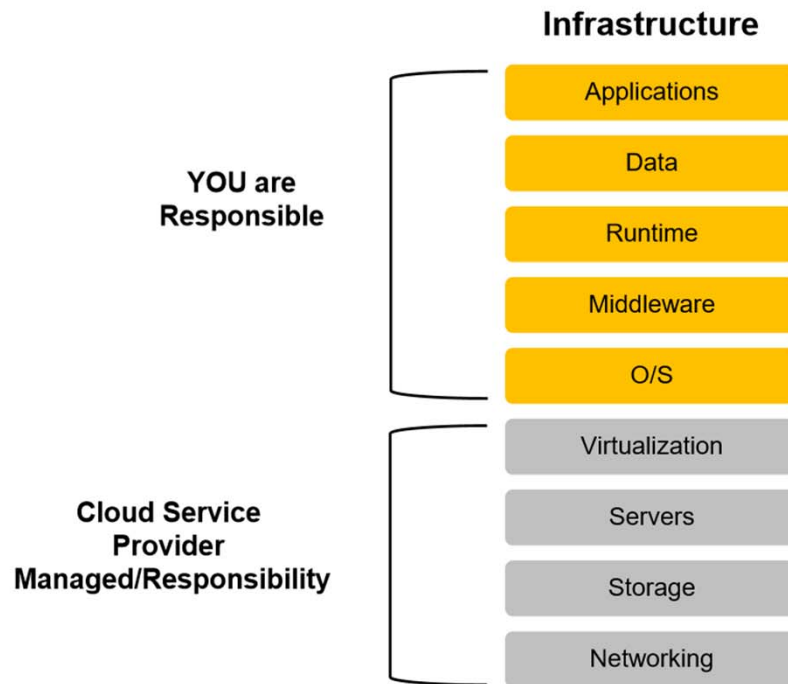 Infrastructure
Applications
Data
YOU are
Responsible
Runtime
Middleware
O/S
Virtualization
Cloud Service
Provider
Managed/Responsibility
Servers
Storage
Networking